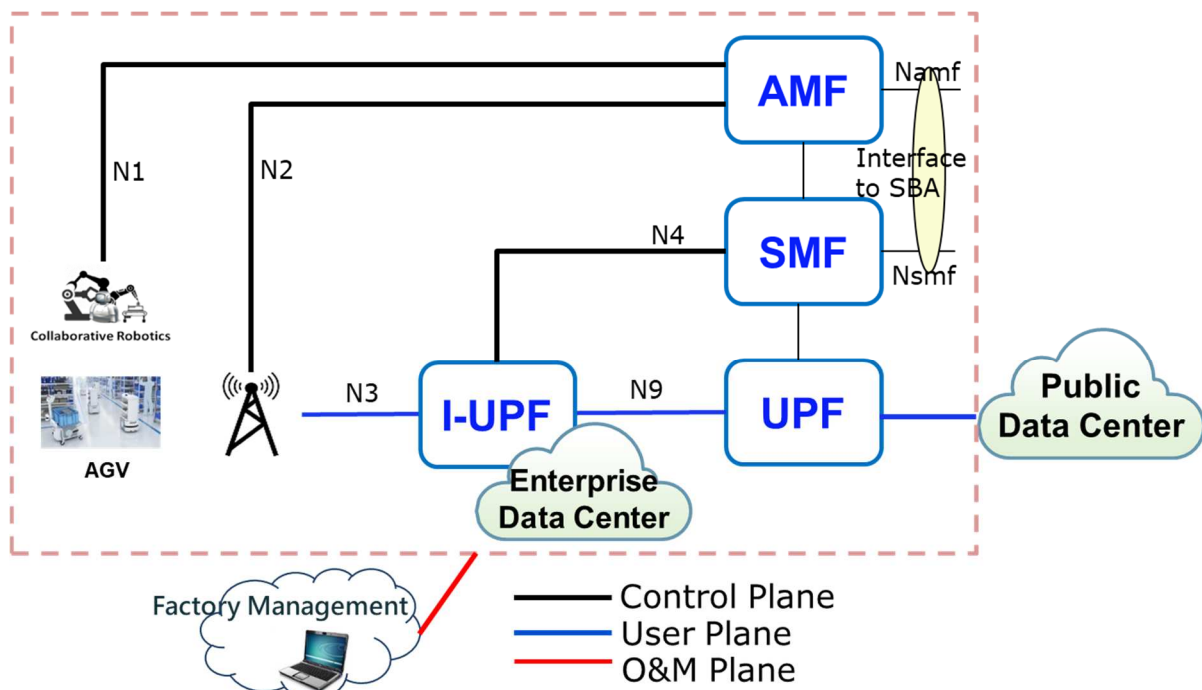 AMF
Namf
N1
N2
Interface
to SBA
N4
SMF
Nsmf
Collaborative Robotics
N3
I-UPF
N9
UPF
Public
Data Center
AGV
Enterprise
Data Center
Factory Management
Control Plane
User Plane
O&M Plane